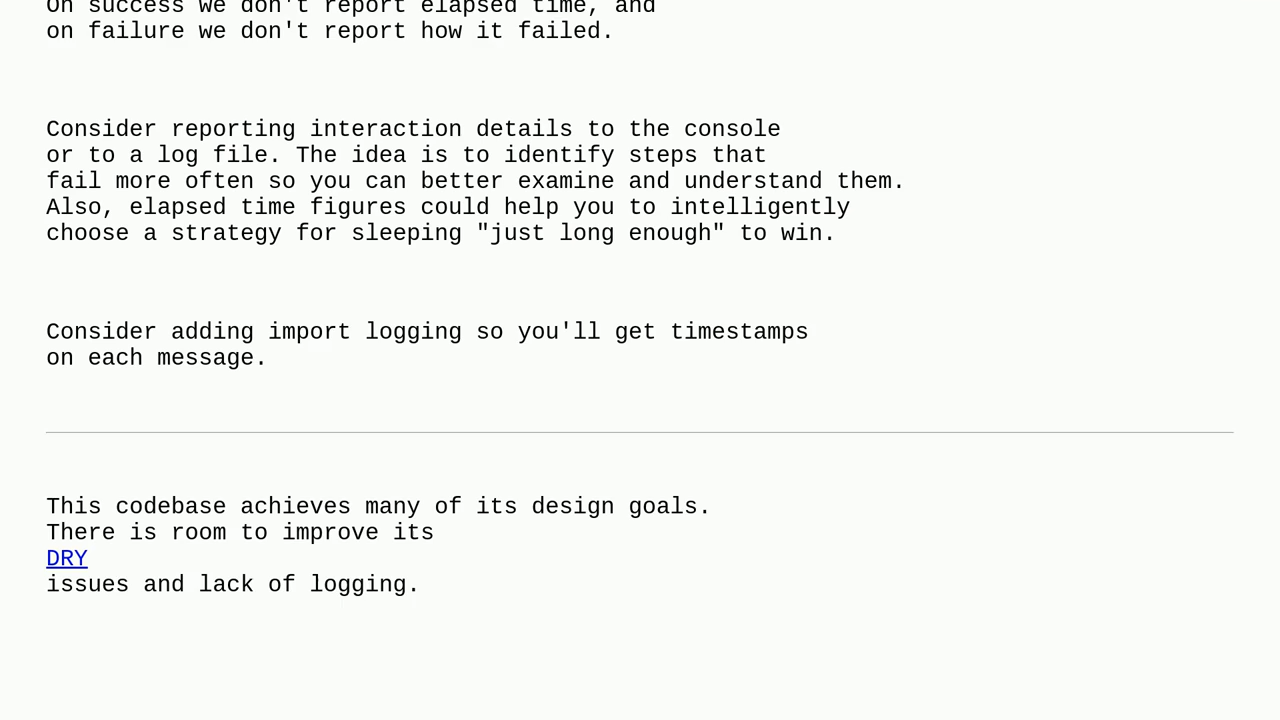 On success we don't report elapsed time, and
on failure we don't report how it failed.
Consider reporting interaction details to the console
or to a log file. The idea is to identify steps that
fail more often so you can better examine and understand them.
Also, elapsed time figures could help you to intelligently
choose a strategy for sleeping "just long enough" to win.
Consider adding import logging so you'll get timestamps
on each message.
This codebase achieves many of its design goals.
There is room to improve its
DRY
issues and lack of logging.